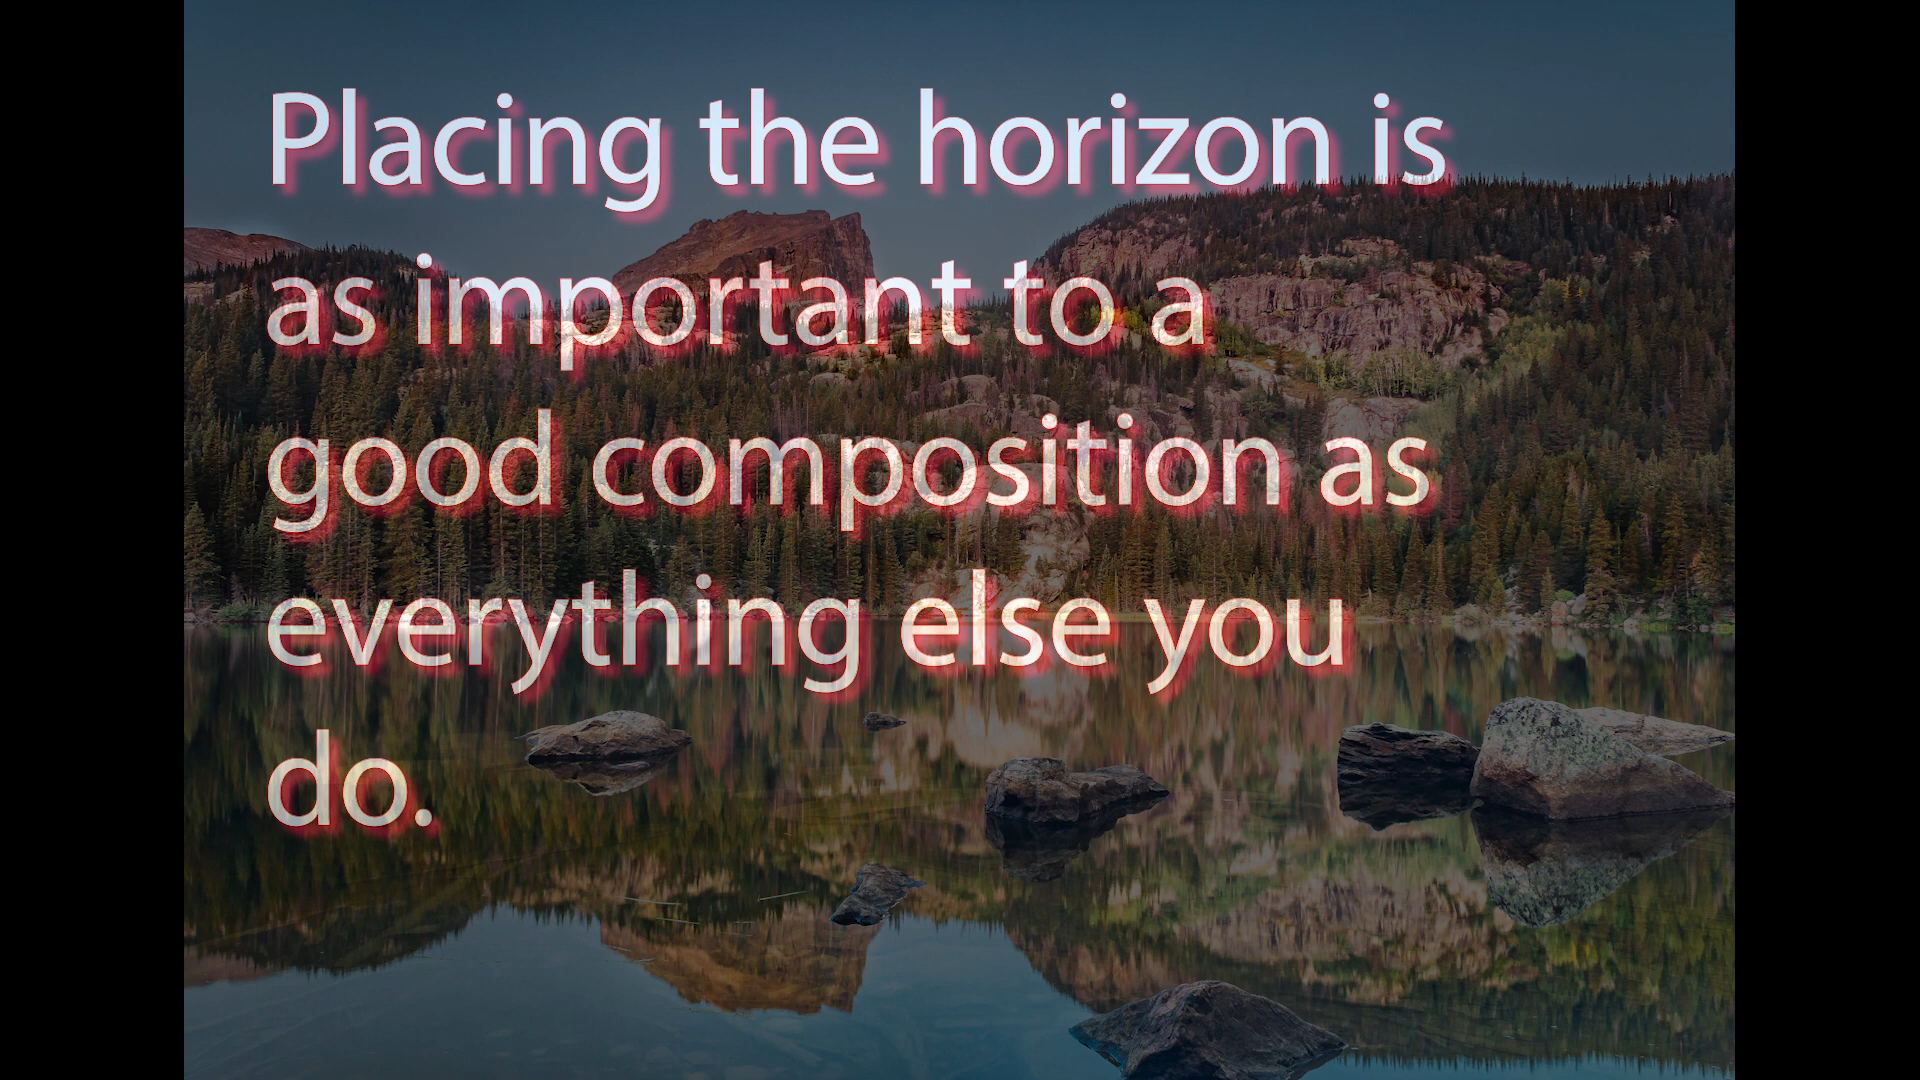 Placing the horizon is
as important to a
good composition as
everything else you
do.